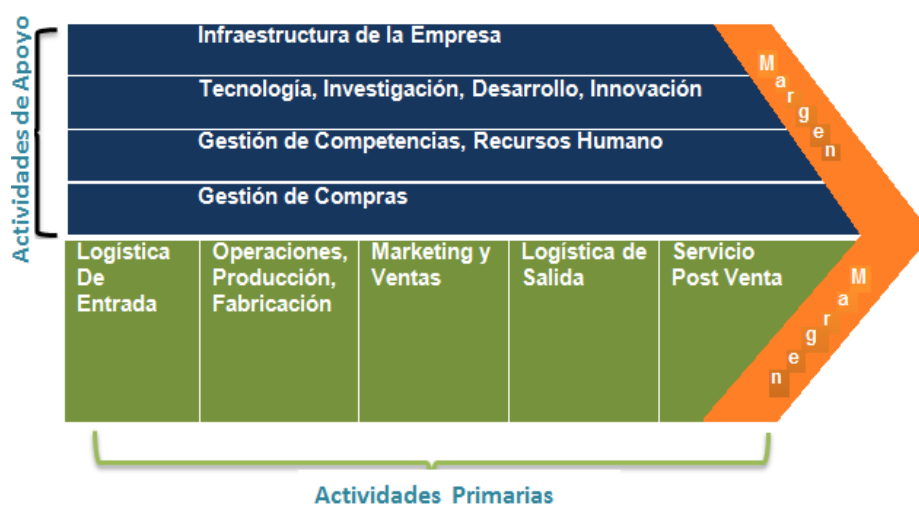 Actividades de Apoyo
Infraestructura de la Empresa
Tecnología, Investigación, Desarrollo, Innovación
Gestión de Competencias, Recursos Humano
Gestión de Compras
Margen
Logística
De
Entrada
Operaciones,
Producción,
Fabricación
Marketing y
Ventas
Logística de
Salida
Servicio
Post Venta
Margen
Actividades Primarias